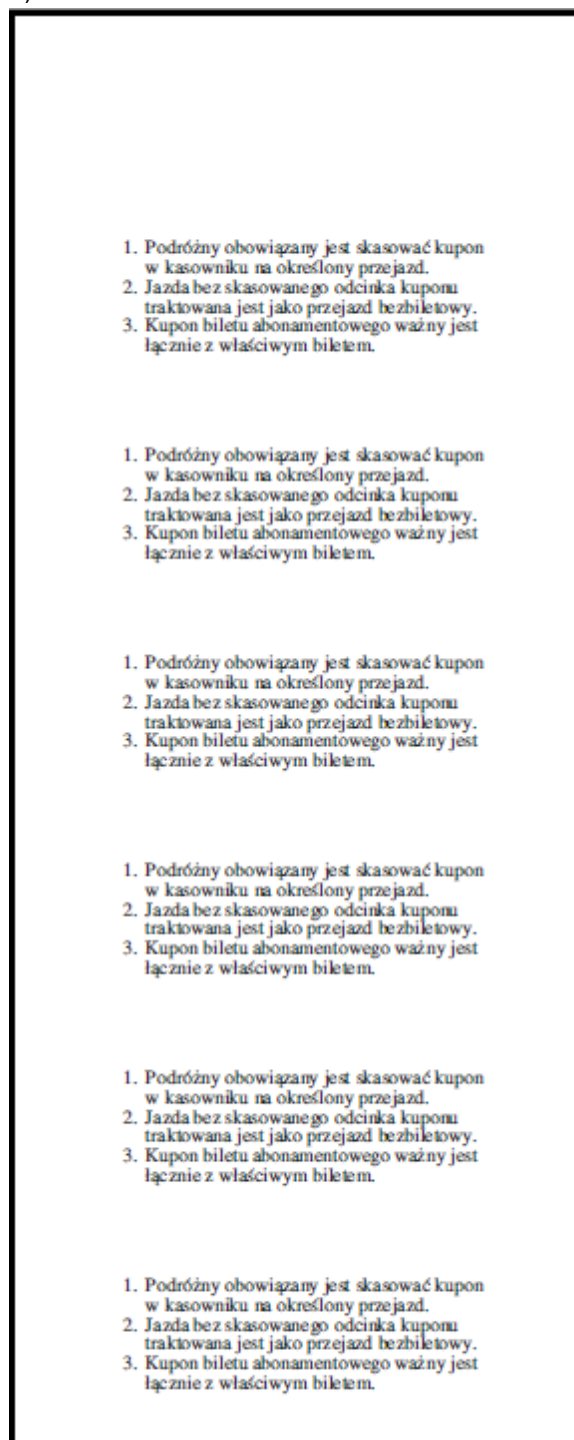 1. Podróżny obowiązany jest skasować kupon
w kasowniku na określony przejazd.
2. Jazda bez skasowanego odcinka kuponu
traktowana jest jako przejazd bezbiletowy.
3. Kupon biletu abonamentowego ważny jest
łącznie z właściwym biletem.
1. Podróżny obowiązany jest skasować kupon
w kasowniku na określony przejazd.
2. Jazda bez skasowanego odcinka kuponu
traktowana jest jako przejazd bezbiletowy.
3. Kupon biletu abonamentowego ważny jest
łącznie z właściwym biletem.
1. Podróżny obowiązany jest skasować kupon
w kasowniku na określony przejazd.
2. Jazda bez skasowanego odcinka kuponu
traktowana jest jako przejazd bezbiletowy.
3. Kupon biletu abonamentowego ważny jest
łącznie z właściwym biletem.
1. Podróżny obowiązany jest skasować kupon
w kasowniku na określony przejazd.
2. Jazda bez skasowanego odcinka kuponu
traktowana jest jako przejazd bezbiletowy.
3. Kupon biletu abonamentowego ważny jest
łącznie z właściwym biletem.
1. Podróżny obowiązany jest skasować kupon
w kasowniku na określony przejazd.
2. Jazda bez skasowanego odcinka kuponu
traktowana jest jako przejazd bezbiletowy.
3. Kupon biletu abonamentowego ważny jest
łącznie z właściwym biletem.
1. Podróżny obowiązany jest skasować kupon
w kasowniku na określony przejazd.
2. Jazda bez skasowanego odcinka kuponu
traktowana jest jako przejazd bezbiletowy.
3. Kupon biletu abonamentowego ważny jest
łącznie z właściwym biletem.